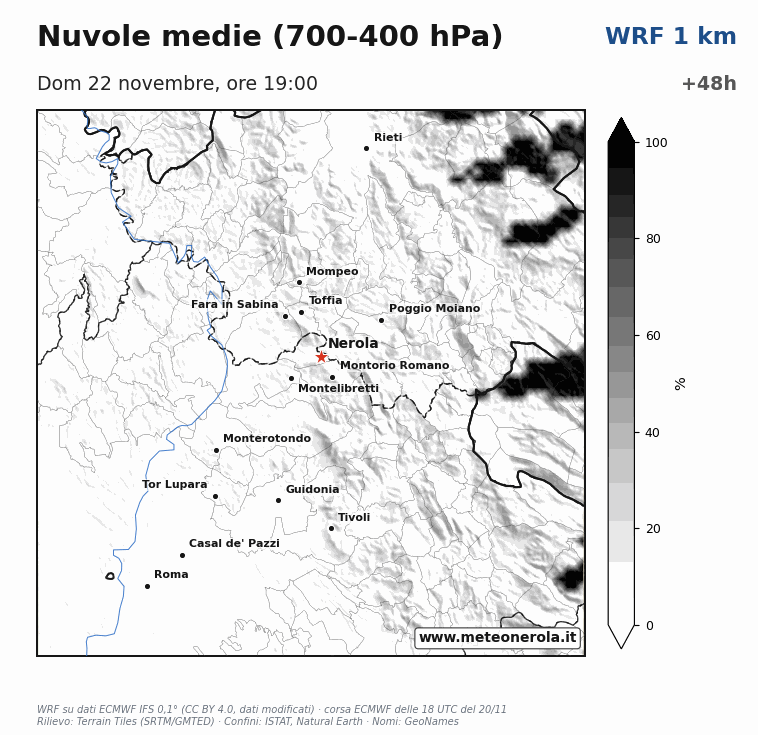 Nuvole medie (700-400 hPa)
WRF 1 km
Dom 22 novembre, ore 19:00
+48h
Rieti
Mompeo
Fara in Sabina
Toffia
Poggio Moiano
Nerola
Montorio Romano
Montelibretti
Monterotondo
Tor Lupara
Guidonia
Tivoli
Casal de' Pazzi
Roma
www.meteonerola.it
100
80
60
40
20
0
%
WRF su dati ECMWF IFS 0,1° (CC BY 4.0, dati modificati) · corsa ECMWF delle 18 UTC del 20/11
Rilievo: Terrain Tiles (SRTM/GMTED) · Confini: ISTAT, Natural Earth · Nomi: GeoNames